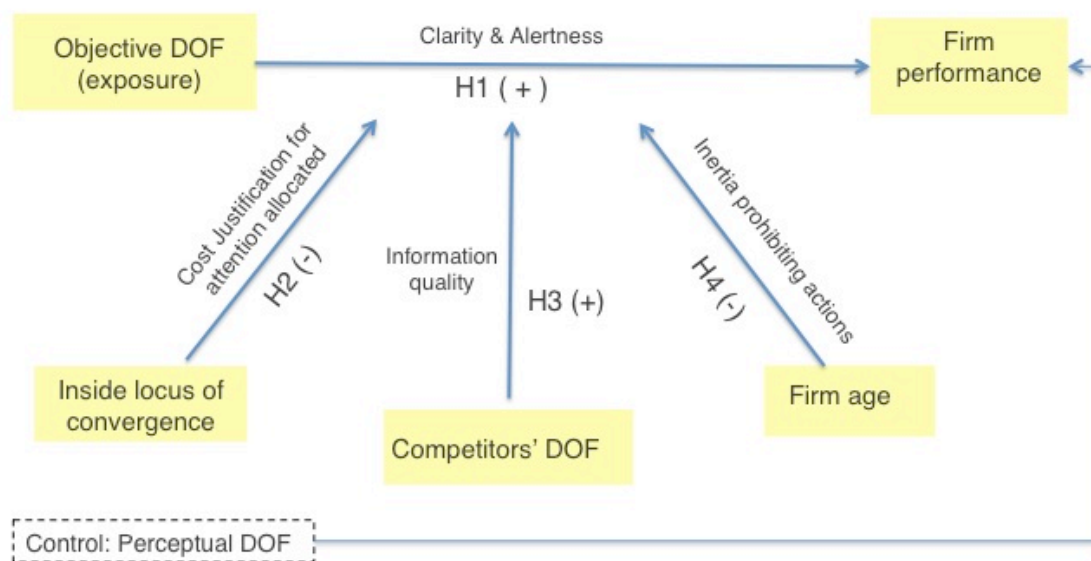 Objective DOF
(exposure)
Clarity & Alertness
H1 ( + )
Firm
performance
Cost Justification for
attention allocated
H2 (-)
Information
quality
H3 (+)
Inertia prohibiting actions
H4 (-)
Inside locus of
convergence
Competitors' DOF
Firm age
Control: Perceptual DOF